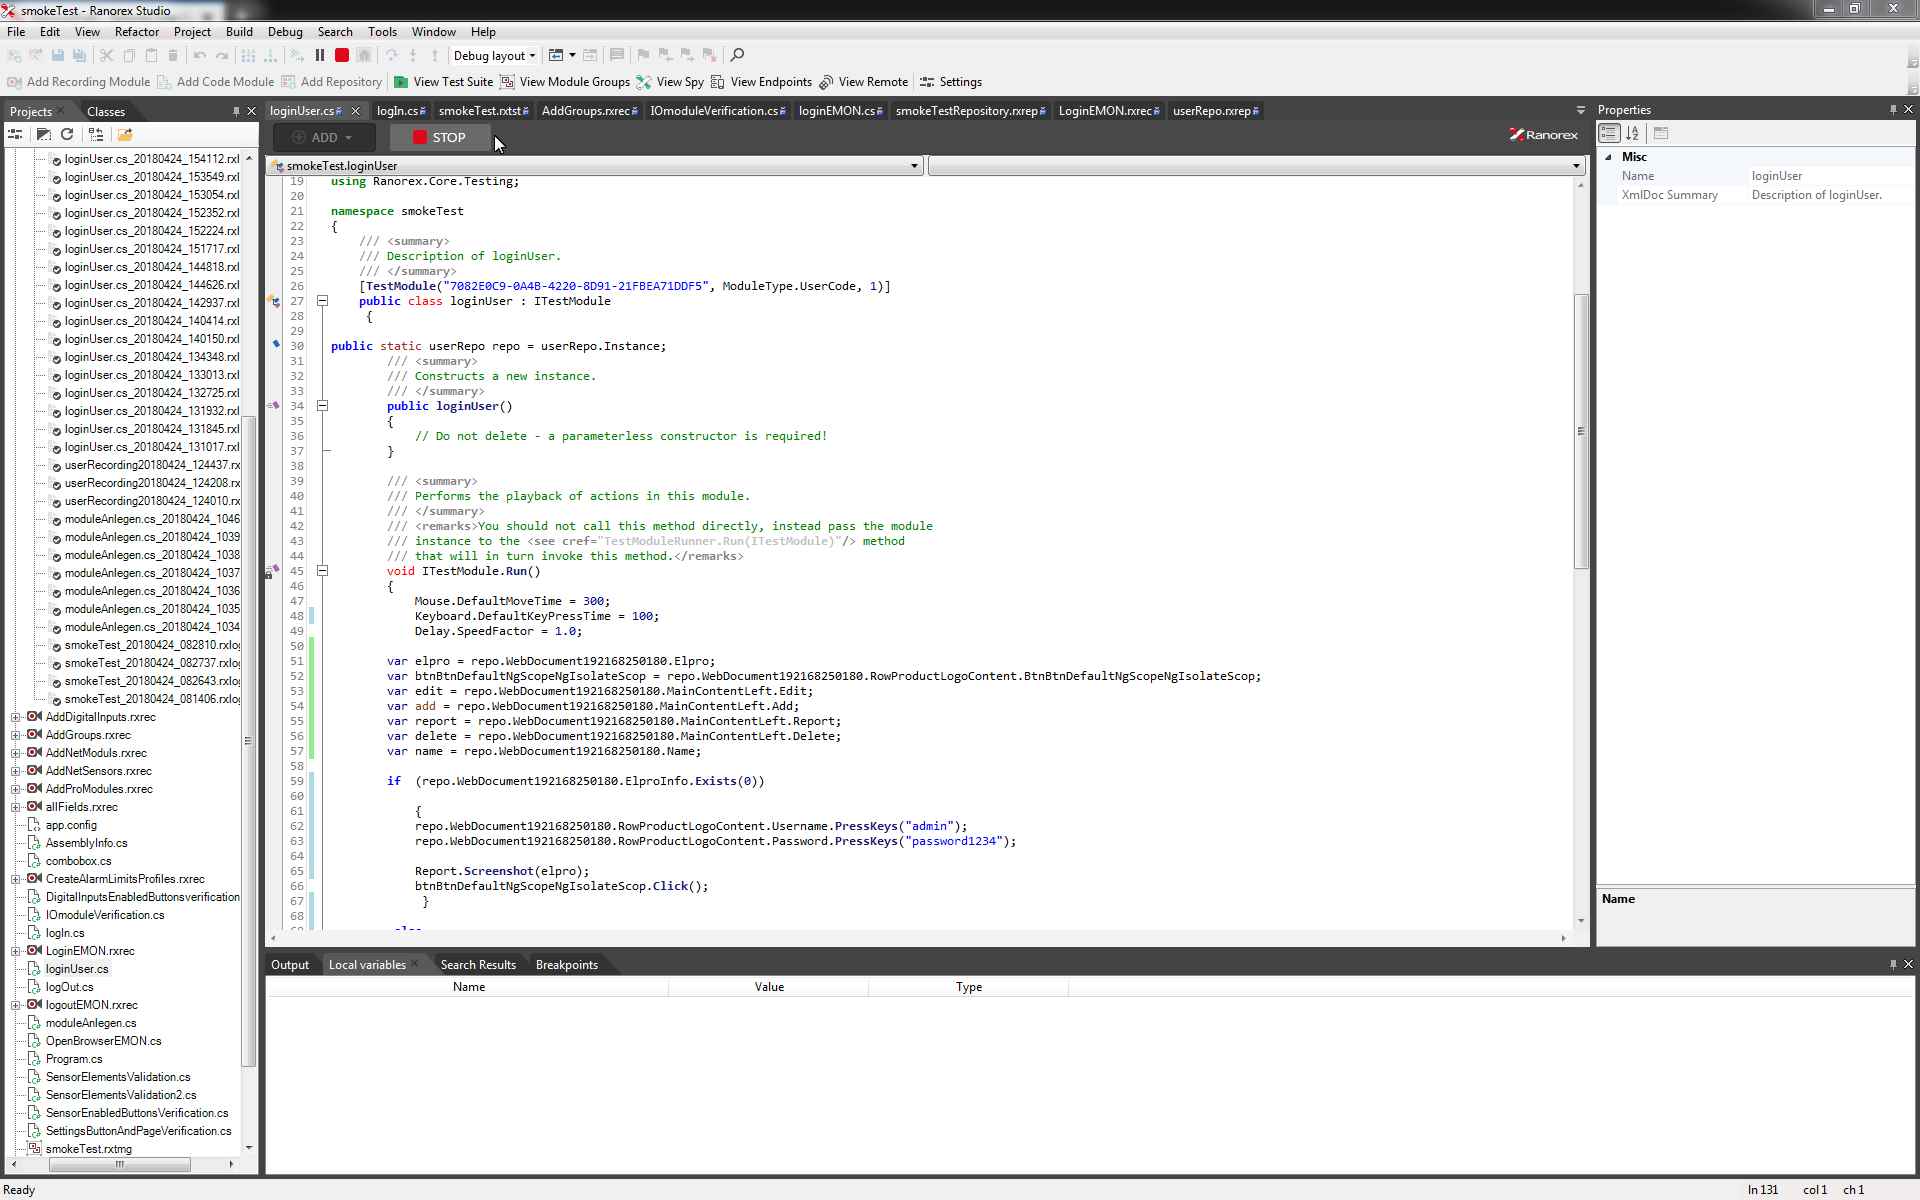 smokeTest - Ranorex Studio
File Edit View Refactor Project Build Debug Search Tools Window Help
Debug layout
Add Recording Module Add Code Module Add Repository View Test Suite View Module Groups View Spy View Endpoints View Remote Settings
Projects Classes
loginUser.cs logIn.cs smokeTest.rxtst AddGroups.rxrec IOmoduleVerification.cs loginEMON.cs smokeTestRepository.rxrep LoginEMON.rxrec userRepo.rxrep
ADD STOP Ranorex
smokeTest.loginUser
loginUser.cs_20180424_154112.rxl
loginUser.cs_20180424_153549.rxl
loginUser.cs_20180424_153054.rxl
loginUser.cs_20180424_152352.rxl
loginUser.cs_20180424_152224.rxl
loginUser.cs_20180424_151717.rxl
loginUser.cs_20180424_144818.rxl
loginUser.cs_20180424_144626.rxl
loginUser.cs_20180424_142937.rxl
loginUser.cs_20180424_140414.rxl
loginUser.cs_20180424_140150.rxl
loginUser.cs_20180424_134348.rxl
loginUser.cs_20180424_133013.rxl
loginUser.cs_20180424_132725.rxl
loginUser.cs_20180424_131932.rxl
loginUser.cs_20180424_131845.rxl
loginUser.cs_20180424_131017.rxl
userRecording20180424_124437.rx
userRecording20180424_124208.rx
userRecording20180424_124010.rx
moduleAnlegen.cs_20180424_1046
moduleAnlegen.cs_20180424_1039
moduleAnlegen.cs_20180424_1038
moduleAnlegen.cs_20180424_1037
moduleAnlegen.cs_20180424_1036
moduleAnlegen.cs_20180424_1035
moduleAnlegen.cs_20180424_1034
smokeTest_20180424_082810.rxlo
smokeTest_20180424_082737.rxlo
smokeTest_20180424_082643.rxlo
smokeTest_20180424_081406.rxlo
AddDigitalInputs.rxrec
AddGroups.rxrec
AddNetModuls.rxrec
AddNetSensors.rxrec
AddProModules.rxrec
allFields.rxrec
app.config
AssemblyInfo.cs
combobox.cs
CreateAlarmLimitsProfiles.rxrec
DigitalInputsEnabledButtonsverification
IOmoduleVerification.cs
logIn.cs
LoginEMON.rxrec
loginUser.cs
logOut.cs
logoutEMON.rxrec
moduleAnlegen.cs
OpenBrowserEMON.cs
Program.cs
SensorElementsValidation.cs
SensorElementsValidation2.cs
SensorEnabledButtonsVerification.cs
SettingsButtonAndPageVerification.cs
smokeTest.rxtmg
19 using Ranorex.Core.Testing;
20
21 namespace smokeTest
22 {
23 /// <summary>
24 /// Description of loginUser.
25 /// </summary>
26 [TestModule("7082E0C9-0A4B-4220-8D91-21FBEA71DDF5", ModuleType.UserCode, 1)]
27 public class loginUser : ITestModule
28 {
29
30 public static userRepo repo = userRepo.Instance;
31 /// <summary>
32 /// Constructs a new instance.
33 /// </summary>
34 public loginUser()
35 {
36 // Do not delete - a parameterless constructor is required!
37 }
38
39 /// <summary>
40 /// Performs the playback of actions in this module.
41 /// </summary>
42 /// <remarks>You should not call this method directly, instead pass the module
43 /// instance to the <see cref="TestModuleRunner.Run(ITestModule)"/> method
44 /// that will in turn invoke this method.</remarks>
45 void ITestModule.Run()
46 {
47 Mouse.DefaultMoveTime = 300;
48 Keyboard.DefaultKeyPressTime = 100;
49 Delay.SpeedFactor = 1.0;
50
51 var elpro = repo.WebDocument192168250180.Elpro;
52 var btnBtnDefaultNgScopeNgIsolateScop = repo.WebDocument192168250180.RowProductLogoContent.BtnBtnDefaultNgScopeNgIsolateScop;
53 var edit = repo.WebDocument192168250180.MainContentLeft.Edit;
54 var add = repo.WebDocument192168250180.MainContentLeft.Add;
55 var report = repo.WebDocument192168250180.MainContentLeft.Report;
56 var delete = repo.WebDocument192168250180.MainContentLeft.Delete;
57 var name = repo.WebDocument192168250180.Name;
58
59 if (repo.WebDocument192168250180.ElproInfo.Exists(0))
60
61 {
62 repo.WebDocument192168250180.RowProductLogoContent.Username.PressKeys("admin");
63 repo.WebDocument192168250180.RowProductLogoContent.Password.PressKeys("password1234");
64
65 Report.Screenshot(elpro);
66 btnBtnDefaultNgScopeNgIsolateScop.Click();
67 }
68
Properties
Misc
Name loginUser
XmlDoc Summary Description of loginUser.
Name
Output Local variables Search Results Breakpoints
Name Value Type
Ready ln 131 col 1 ch 1